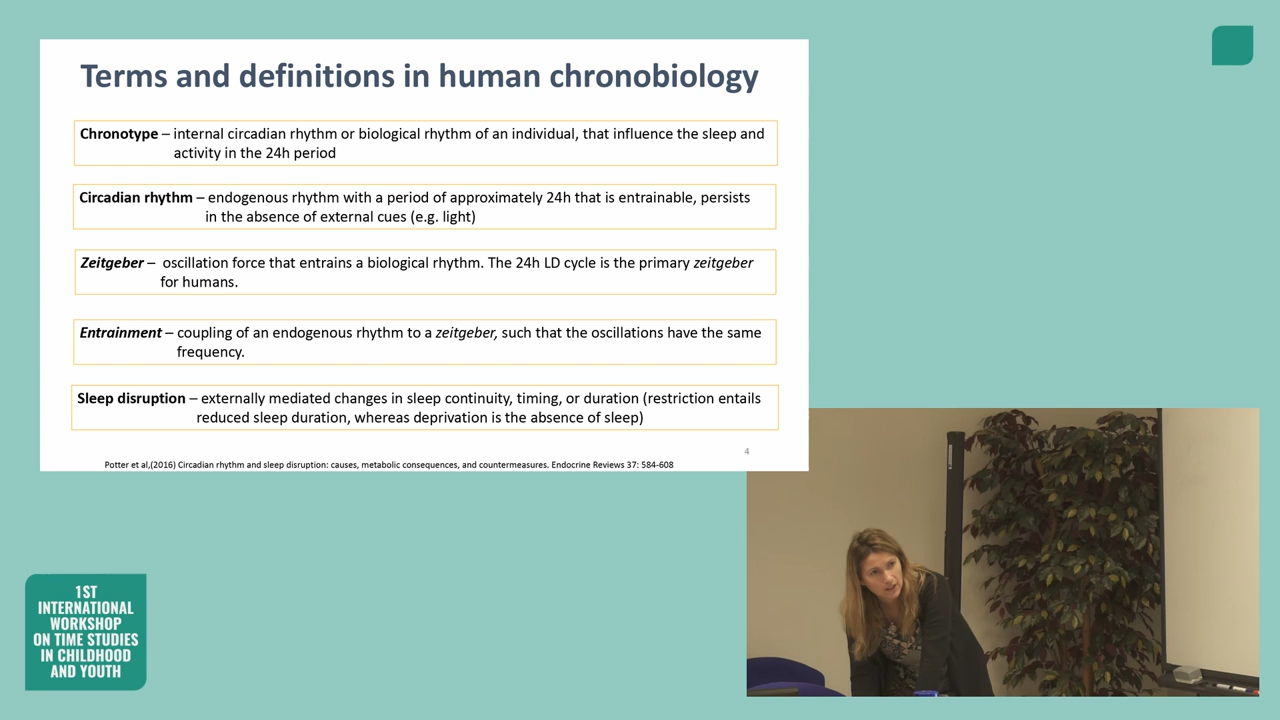 Terms and definitions in human chronobiology
Chronotype – internal circadian rhythm or biological rhythm of an individual, that influence the sleep and
activity in the 24h period
Circadian rhythm – endogenous rhythm with a period of approximately 24h that is entrainable, persists
in the absence of external cues (e.g. light)
Zeitgeber – oscillation force that entrains a biological rhythm. The 24h LD cycle is the primary zeitgeber
for humans.
Entrainment – coupling of an endogenous rhythm to a zeitgeber, such that the oscillations have the same
frequency.
Sleep disruption – externally mediated changes in sleep continuity, timing, or duration (restriction entails
reduced sleep duration, whereas deprivation is the absence of sleep)
4
Potter et al,(2016) Circadian rhythm and sleep disruption: causes, metabolic consequences, and countermeasures. Endocrine Reviews 37: 584-608
1ST
INTERNATIONAL
WORKSHOP
ON TIME STUDIES
IN CHILDHOOD
AND YOUTH